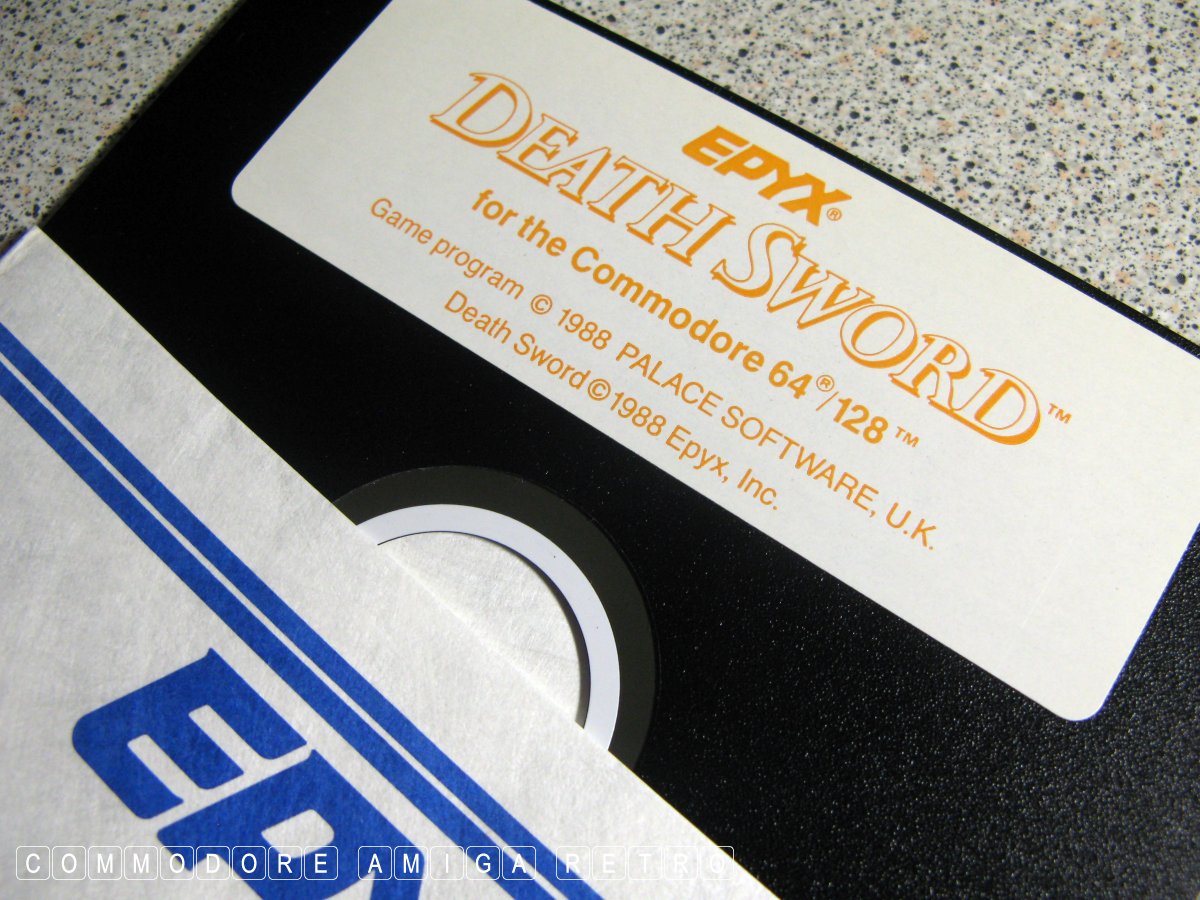 EPYX®
DEATH SWORD™
for the Commodore 64®/128™
Game program © 1988 PALACE SOFTWARE, U.K.
Death Sword © 1988 Epyx, Inc.
COMMODORE AMIGA RETRO